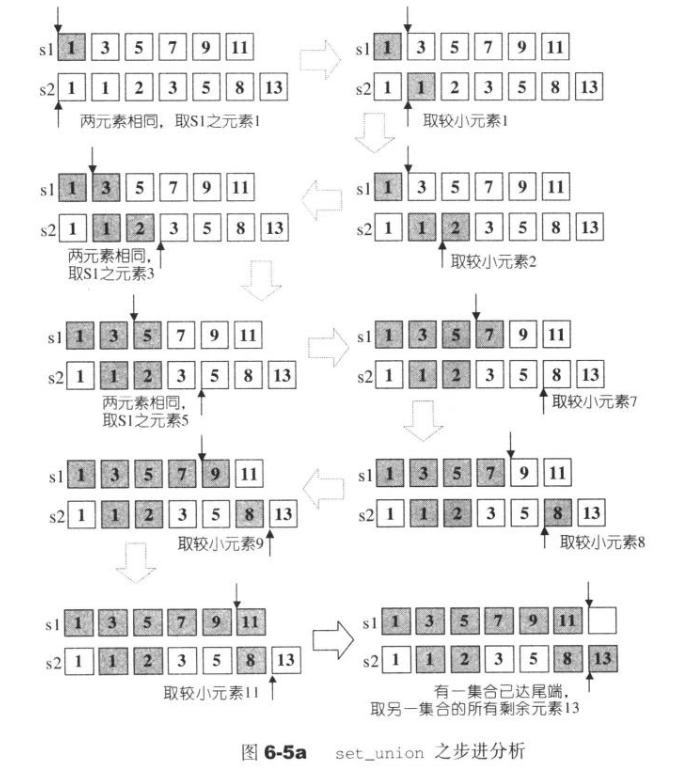 s1 1 3 5 7 9 11
s2 1 1 2 3 5 8 13
两元素相同，取S1之元素1
s1 1 3 5 7 9 11
s2 1 1 2 3 5 8 13
取较小元素1
s1 1 3 5 7 9 11
s2 1 1 2 3 5 8 13
取较小元素2
s1 1 3 5 7 9 11
s2 1 1 2 3 5 8 13
两元素相同，
取S1之元素3
s1 1 3 5 7 9 11
s2 1 1 2 3 5 8 13
两元素相同，
取S1之元素5
s1 1 3 5 7 9 11
s2 1 1 2 3 5 8 13
取较小元素7
s1 1 3 5 7 9 11
s2 1 1 2 3 5 8 13
取较小元素8
s1 1 3 5 7 9 11
s2 1 1 2 3 5 8 13
取较小元素9
s1 1 3 5 7 9 11
s2 1 1 2 3 5 8 13
取较小元素11
s1 1 3 5 7 9 11
s2 1 1 2 3 5 8 13
有一集合已达尾端，
取另一集合的所有剩余元素13
图 6-5a set_union 之步进分析